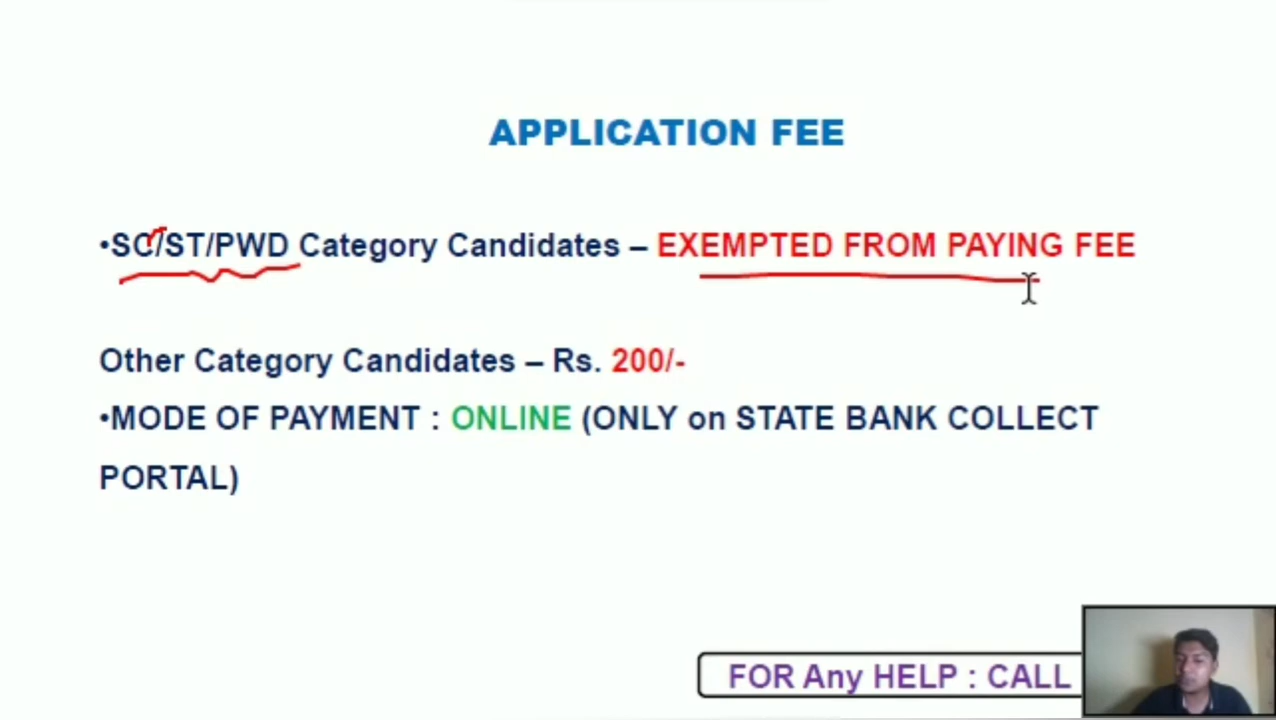 APPLICATION FEE
•SC/ST/PWD Category Candidates – EXEMPTED FROM PAYING FEE
Other Category Candidates – Rs. 200/-
•MODE OF PAYMENT : ONLINE (ONLY on STATE BANK COLLECT
PORTAL)
FOR Any HELP : CALL